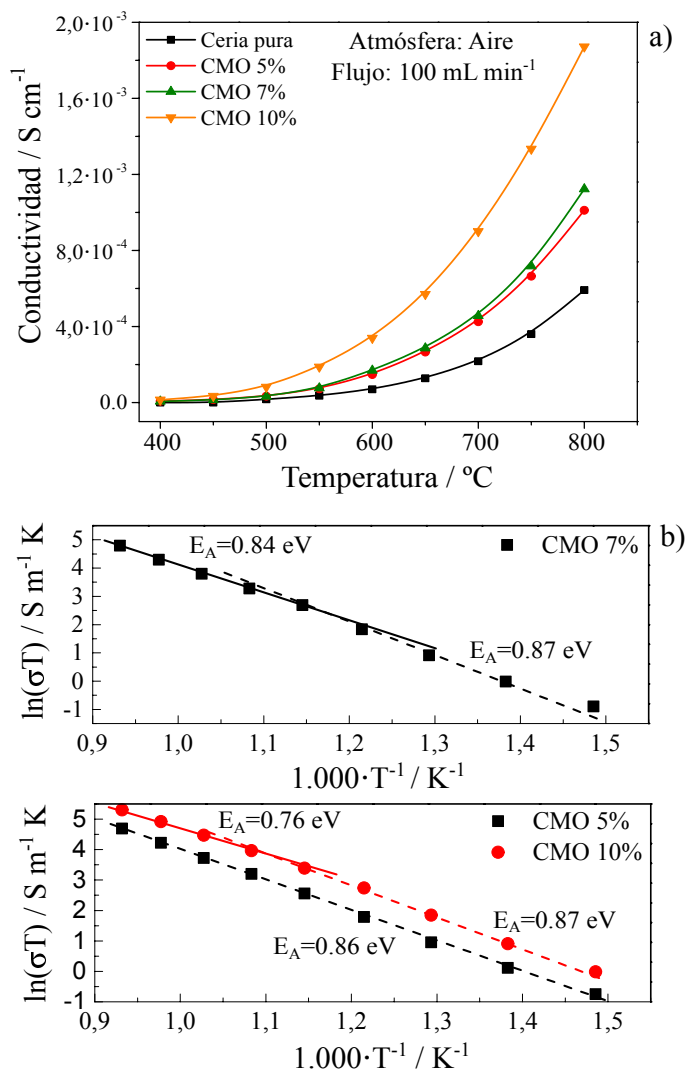 a)
Ceria pura
CMO 5%
CMO 7%
CMO 10%
Atmósfera: Aire
Flujo: 100 mL min⁻¹
Conductividad / S cm⁻¹
2,0·10⁻³
1,6·10⁻³
1,2·10⁻³
8,0·10⁻⁴
4,0·10⁻⁴
0.0
400 500 600 700 800
Temperatura / ºC
b)
E_A=0.84 eV
CMO 7%
E_A=0.87 eV
ln(σT) / S m⁻¹ K
5
4
3
2
1
0
-1
0,9 1,0 1,1 1,2 1,3 1,4 1,5
1.000·T⁻¹ / K⁻¹
E_A=0.76 eV
CMO 5%
CMO 10%
E_A=0.86 eV
E_A=0.87 eV
ln(σT) / S m⁻¹ K
5
4
3
2
1
0
-1
0,9 1,0 1,1 1,2 1,3 1,4 1,5
1.000·T⁻¹ / K⁻¹